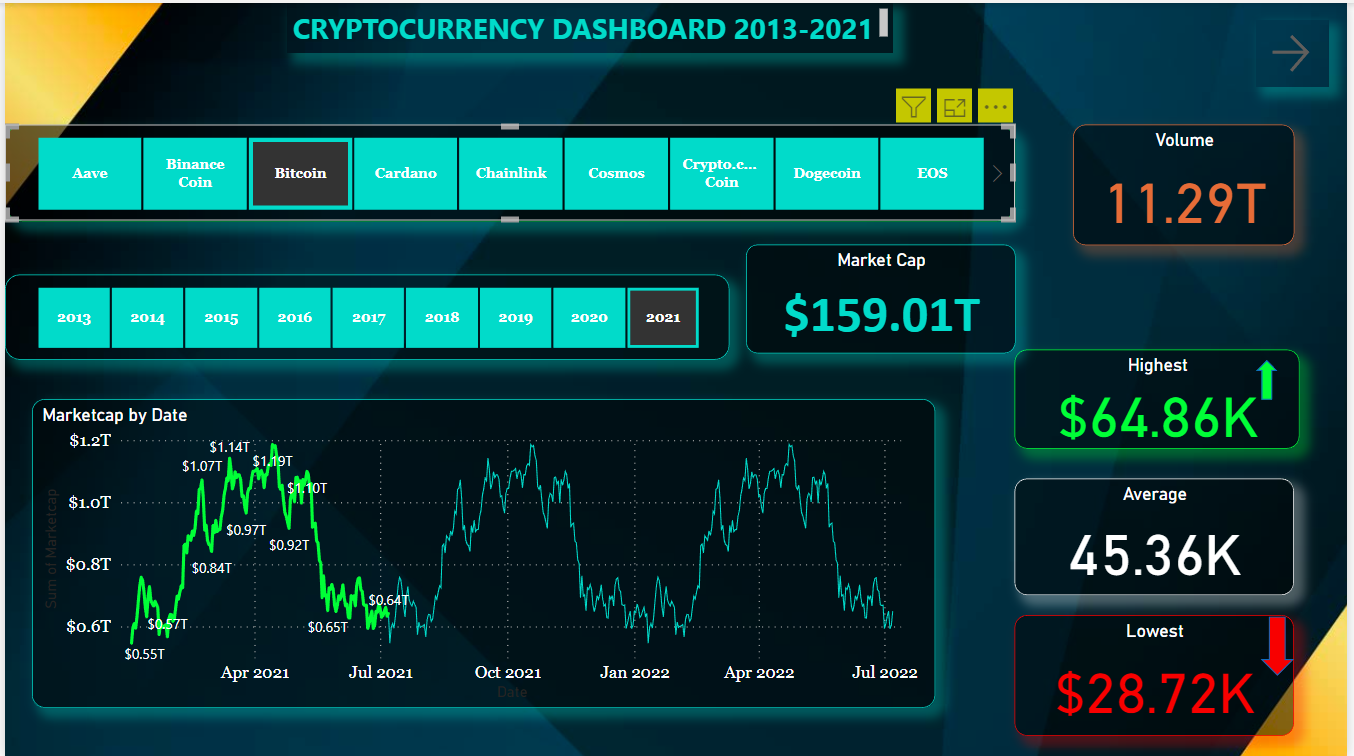 CRYPTOCURRENCY DASHBOARD 2013-2021
Aave
Binance
Coin
Bitcoin
Cardano
Chainlink
Cosmos
Crypto.c...
Coin
Dogecoin
EOS
Volume
11.29T
2013
2014
2015
2016
2017
2018
2019
2020
2021
Market Cap
$159.01T
Highest
$64.86K
Average
45.36K
Lowest
$28.72K
Marketcap by Date
Sum of Marketcap
$1.2T
$1.0T
$0.8T
$0.6T
$0.55T
$0.57T
$1.07T
$0.84T
$1.14T
$0.97T
$1.19T
$0.92T
$1.10T
$0.65T
$0.64T
Apr 2021
Jul 2021
Oct 2021
Jan 2022
Apr 2022
Jul 2022
Date